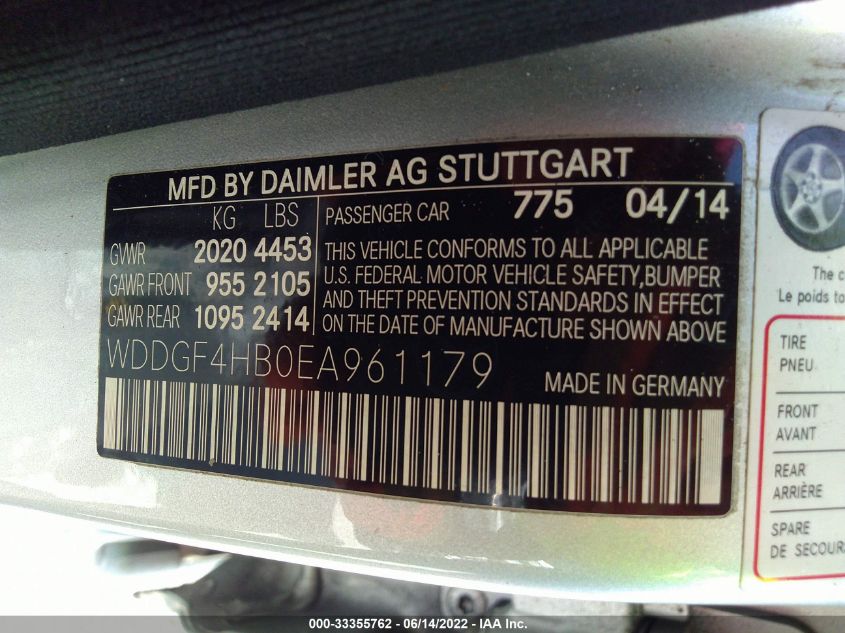 MFD BY DAIMLER AG STUTTGART
KG LBS
GVWR 2020 4453
GAWR FRONT 955 2105
GAWR REAR 1095 2414
PASSENGER CAR 775 04/14
THIS VEHICLE CONFORMS TO ALL APPLICABLE
U.S. FEDERAL MOTOR VEHICLE SAFETY,BUMPER
AND THEFT PREVENTION STANDARDS IN EFFECT
ON THE DATE OF MANUFACTURE SHOWN ABOVE
WDDGF4HB0EA961179
MADE IN GERMANY
The c
Le poids to
TIRE
PNEU
FRONT
AVANT
REAR
ARRIÈRE
SPARE
DE SECOUR
000-33355762 - 06/14/2022 - IAA Inc.